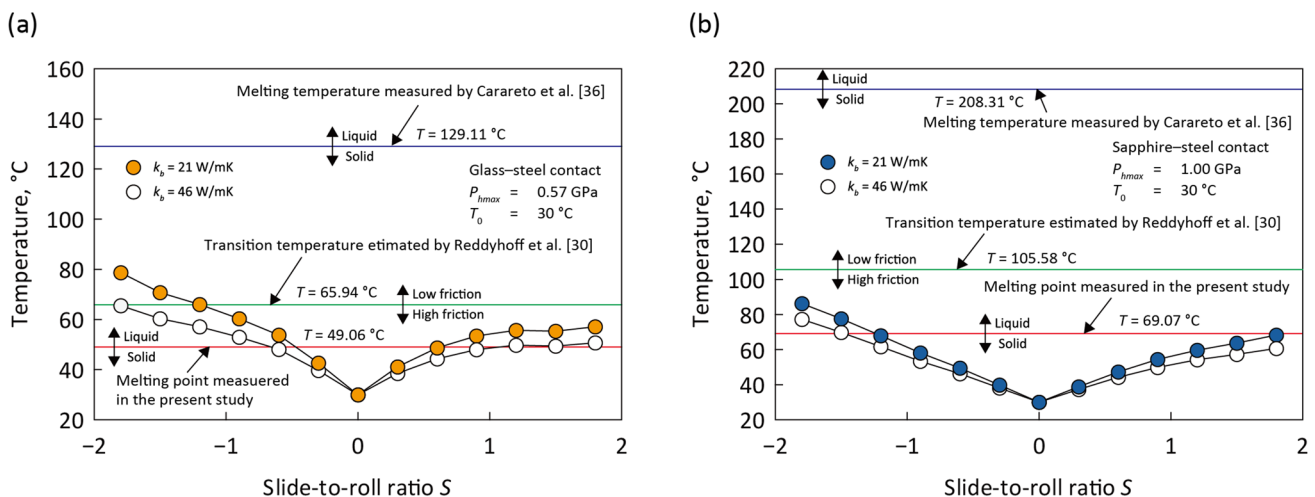 (a)
160
140
120
100
80
60
40
20
Temperature, °C
Melting temperature measured by Carareto et al. [36]
Liquid
Solid
T = 129.11 °C
k_b = 21 W/mK
k_b = 46 W/mK
Glass–steel contact
P_hmax = 0.57 GPa
T_0 = 30 °C
Transition temperature etimated by Reddyhoff et al. [30]
T = 65.94 °C
Low friction
High friction
T = 49.06 °C
Liquid
Solid
Melting point measuered
in the present study
−2 −1 0 1 2
Slide-to-roll ratio S
(b)
220
200
180
160
140
120
100
80
60
40
20
Temperature, °C
Liquid
Solid
T = 208.31 °C
Melting temperature measured by Carareto et al. [36]
Sapphire–steel contact
k_b = 21 W/mK
k_b = 46 W/mK
P_hmax = 1.00 GPa
T_0 = 30 °C
Transition temperature estimated by Reddyhoff et al. [30]
Low friction
High friction
T = 105.58 °C
Melting point measured in the present study
Liquid
Solid
T = 69.07 °C
−2 −1 0 1 2
Slide-to-roll ratio S